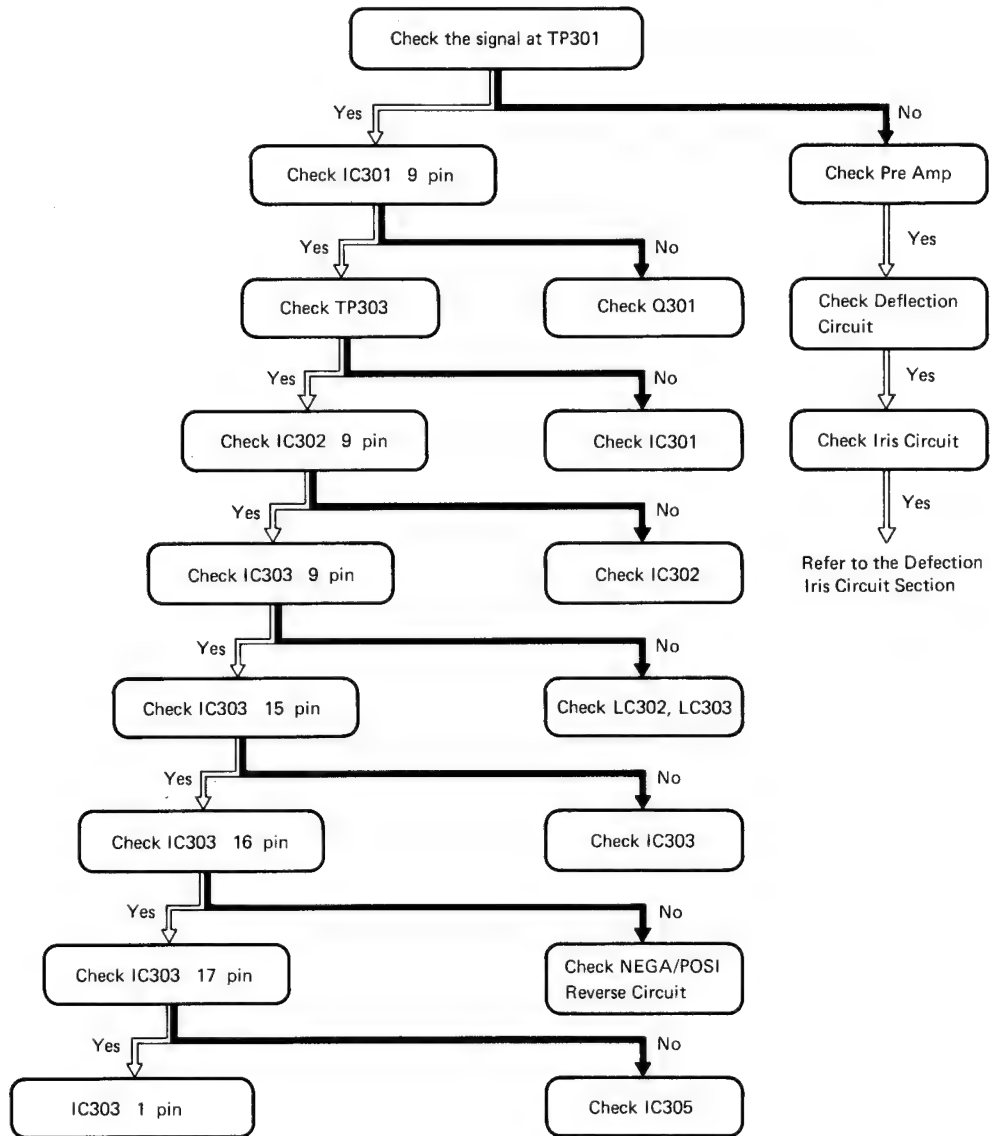 Check the signal at TP301
Yes
No
Check IC301 9 pin
Check Pre Amp
Yes
No
Yes
Check TP303
Check Q301
Check Deflection
Circuit
Yes
No
Yes
Check IC302 9 pin
Check IC301
Check Iris Circuit
Yes
No
Yes
Check IC303 9 pin
Check IC302
Refer to the Defection
Iris Circuit Section
Yes
No
Check IC303 15 pin
Check LC302, LC303
Yes
No
Check IC303 16 pin
Check IC303
Yes
No
Check IC303 17 pin
Check NEGA/POSI
Reverse Circuit
Yes
No
IC303 1 pin
Check IC305